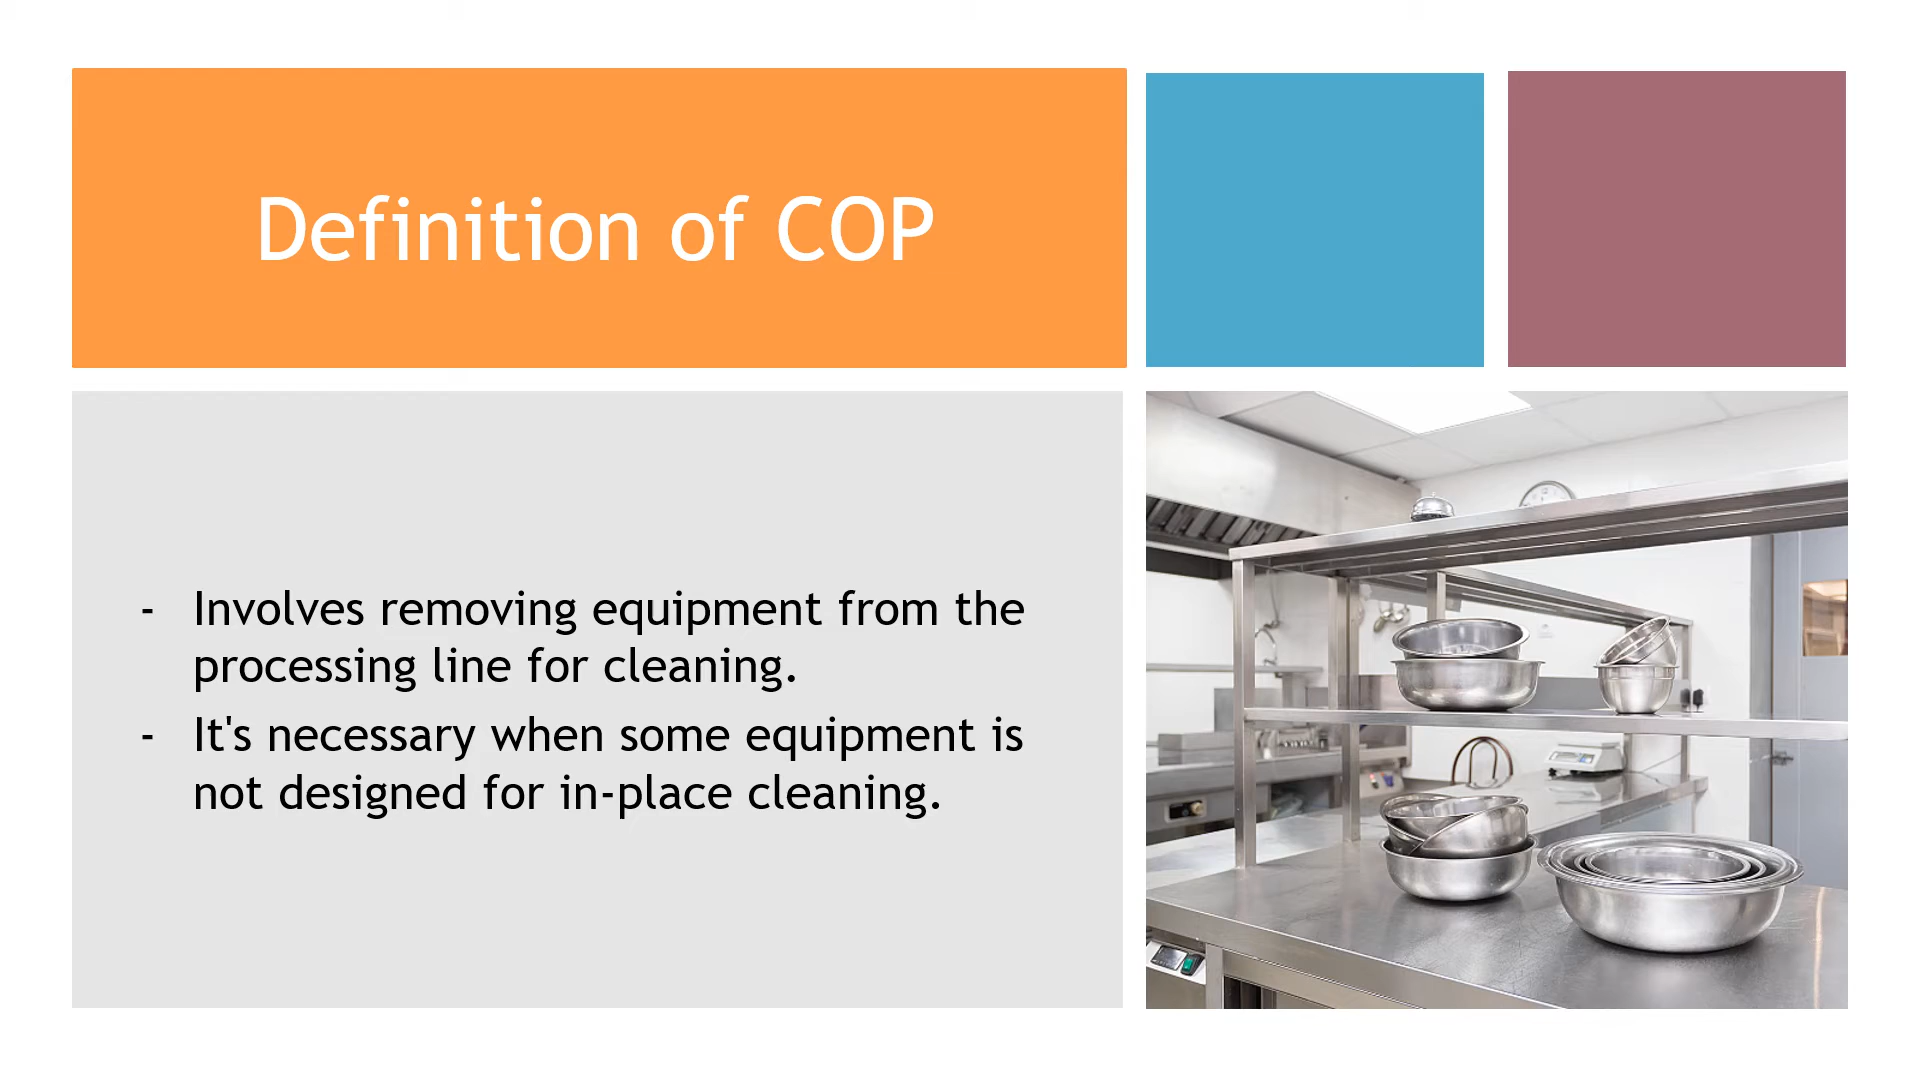 Definition of COP
- Involves removing equipment from the
processing line for cleaning.
- It's necessary when some equipment is
not designed for in-place cleaning.